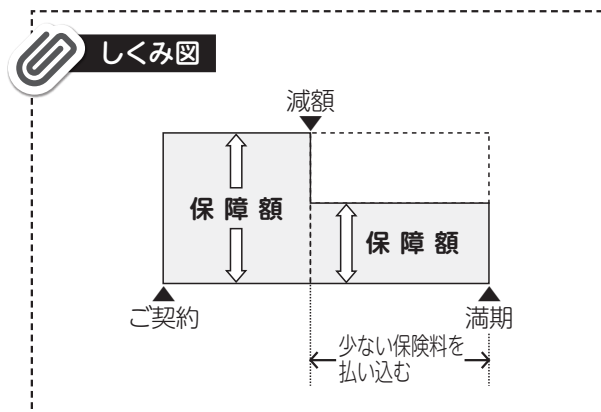 しくみ図
減額
保障額
保障額
ご契約
満期
少ない保険料を
払い込む